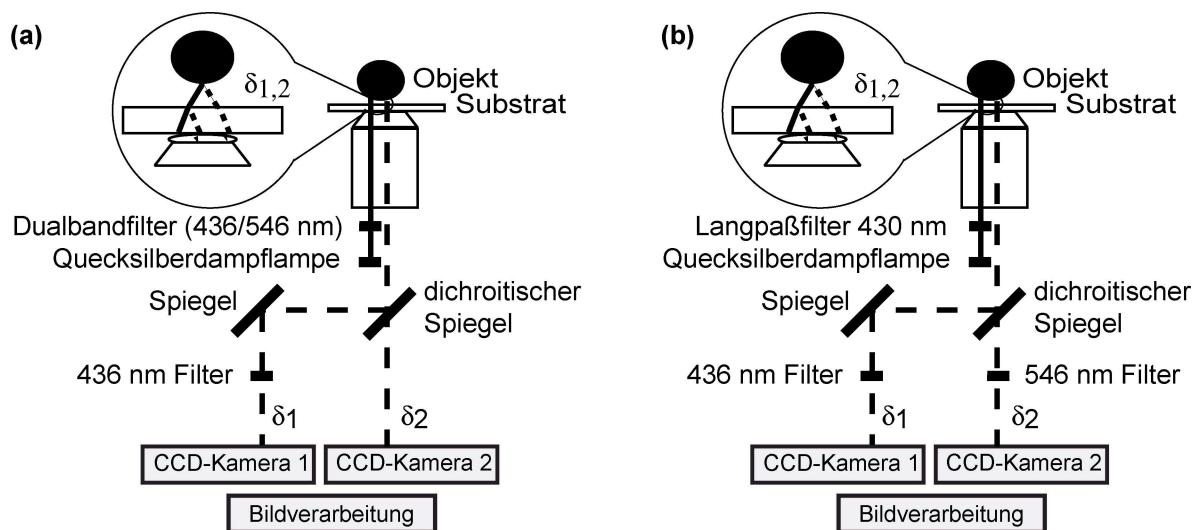 (a)
δ1,2
Objekt
Substrat
Dualbandfilter (436/546 nm)
Quecksilberdampflampe
Spiegel
dichroitischer
Spiegel
436 nm Filter
δ1
δ2
CCD-Kamera 1
CCD-Kamera 2
Bildverarbeitung
(b)
δ1,2
Objekt
Substrat
Langpaßfilter 430 nm
Quecksilberdampflampe
Spiegel
dichroitischer
Spiegel
436 nm Filter
546 nm Filter
δ1
δ2
CCD-Kamera 1
CCD-Kamera 2
Bildverarbeitung